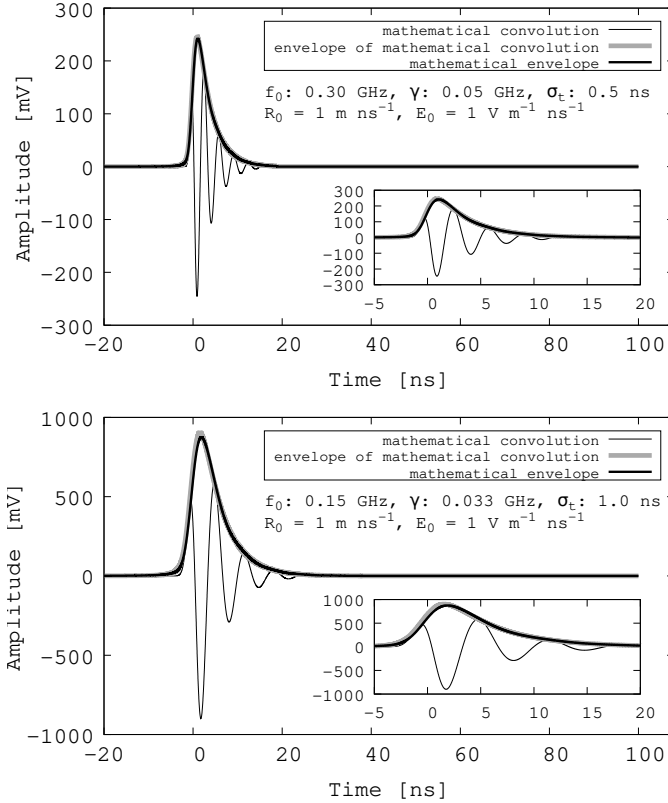 300
200
100
0
−100
−200
−300
Amplitude [mV]
mathematical convolution
envelope of mathematical convolution
mathematical envelope
f₀: 0.30 GHz, γ: 0.05 GHz, σₜ: 0.5 ns
R₀ = 1 m ns⁻¹, E₀ = 1 V m⁻¹ ns⁻¹
300
200
100
0
−100
−200
−300
−5 0 5 10 15 20
−20 0 20 40 60 80 100
Time [ns]
1000
500
0
−500
−1000
Amplitude [mV]
mathematical convolution
envelope of mathematical convolution
mathematical envelope
f₀: 0.15 GHz, γ: 0.033 GHz, σₜ: 1.0 ns
R₀ = 1 m ns⁻¹, E₀ = 1 V m⁻¹ ns⁻¹
1000
500
0
−500
−1000
−5 0 5 10 15 20
−20 0 20 40 60 80 100
Time [ns]